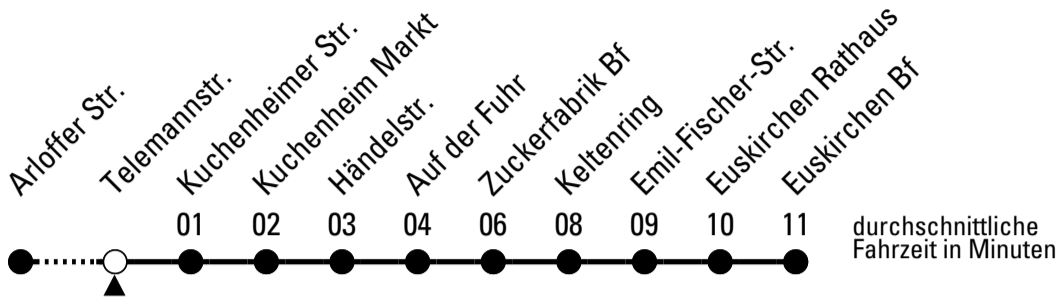 Arloffer Str.
Telemannstr.
Kuchenheimer Str.
Kuchenheim Markt
Händelstr.
Auf der Fuhr
Zuckerfabrik Bf
Keltenring
Emil-Fischer-Str.
Euskirchen Rathaus
Euskirchen Bf
01 02 03 04 06 08 09 10 11
durchschnittliche
Fahrzeit in Minuten